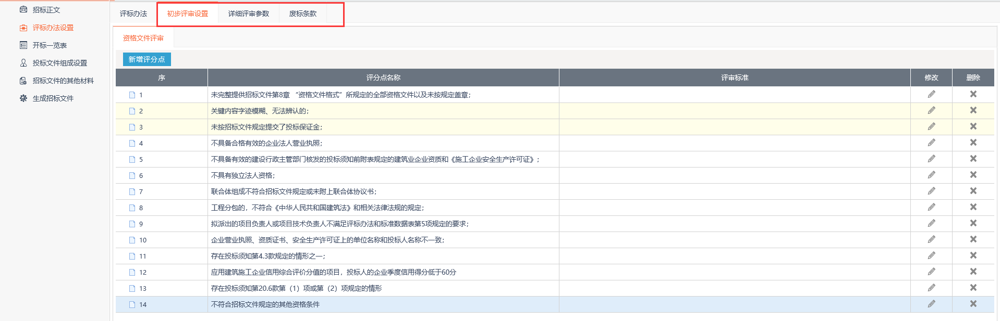 招标正文
评标办法设置
开标一览表
投标文件组成设置
招标文件的其他材料
生成招标文件
评标办法 初步评审设置 详细评审参数 废标条款
资格文件评审
新增评分点
序 评分点名称 评审标准 修改 删除
1 未完整提供招标文件第8章 “资格文件格式”所规定的全部资格文件以及未按规定盖章;
2 关键内容字迹模糊、无法辨认的;
3 未按招标文件规定提交了投标保证金;
4 不具备合格有效的企业法人营业执照;
5 不具备有效的建设行政主管部门核发的投标须知前附表规定的建筑业企业资质和《施工企业安全生产许可证》;
6 不具有独立法人资格;
7 联合体组成不符合招标文件规定或未附上联合体协议书;
8 工程分包的，不符合《中华人民共和国建筑法》和相关法律法规的规定;
9 拟派出的项目负责人或项目技术负责人不满足评标办法和标准数据表第5项规定的要求;
10 企业营业执照、资质证书、安全生产许可证上的单位名称和投标人名称不一致;
11 存在投标须知第4.3款规定的情形之一;
12 应用建筑施工企业信用综合评价分值的项目，投标人的企业季度信用得分低于60分
13 存在投标须知第20.6款第（1）项或第（2）项规定的情形
14 不符合招标文件规定的其他资格条件